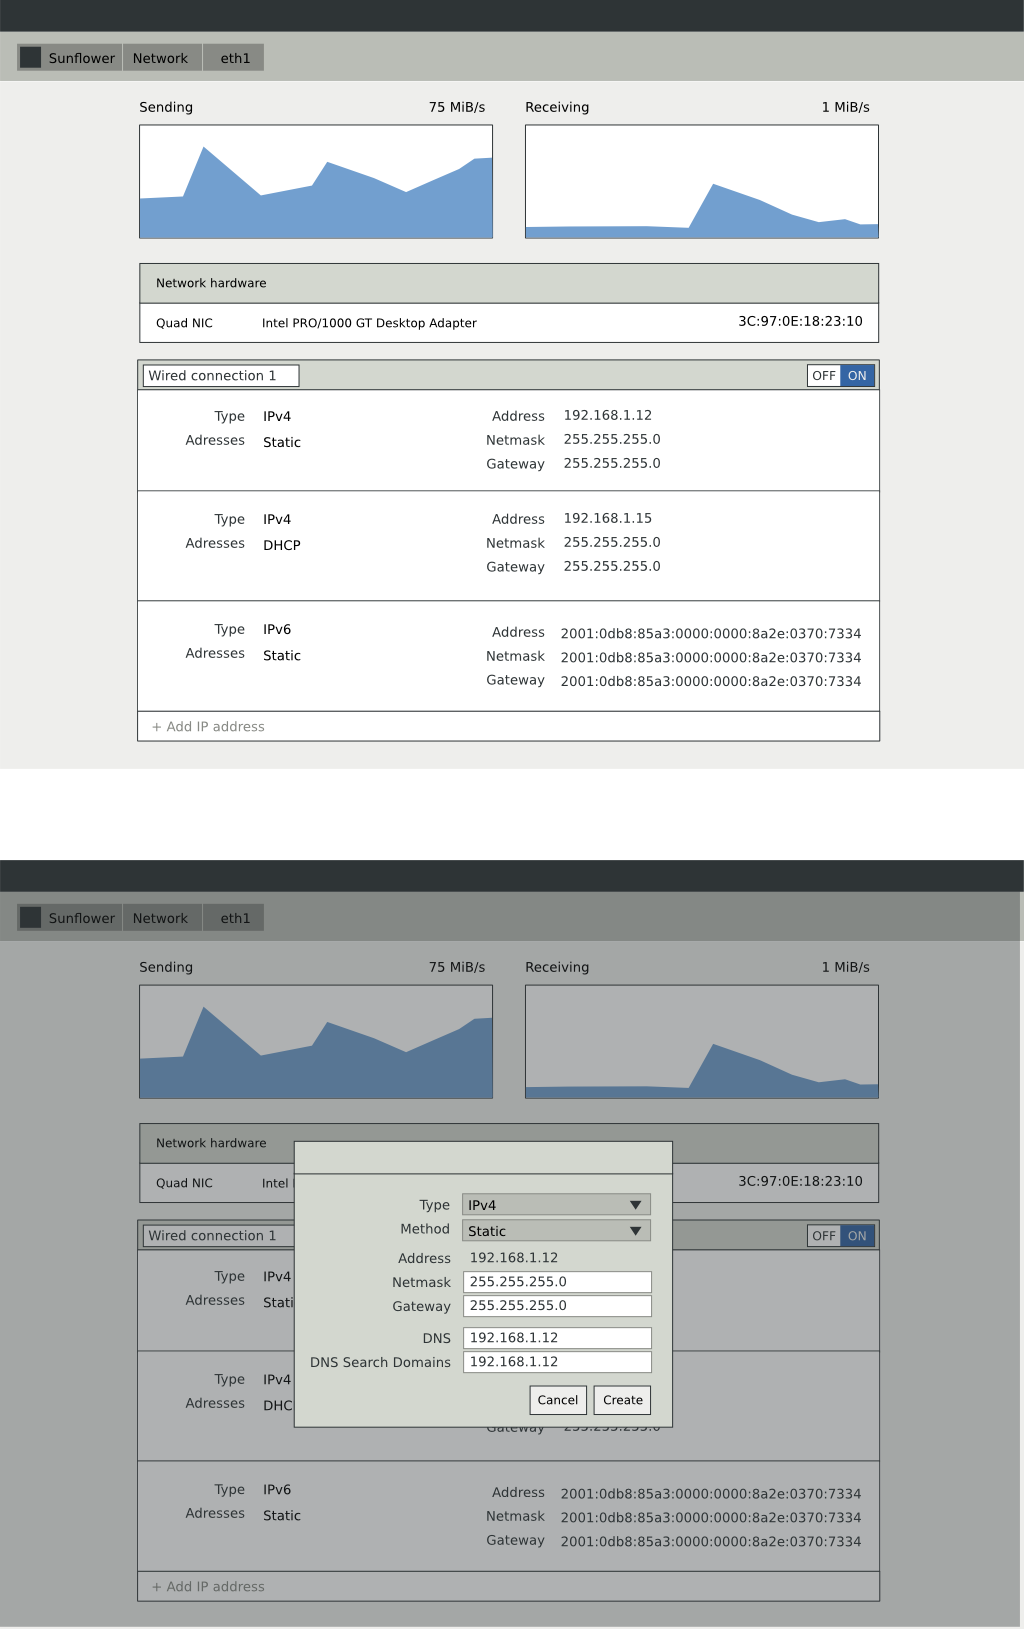 Sunflower Network eth1
Sending 75 MiB/s Receiving 1 MiB/s
Network hardware
Quad NIC Intel PRO/1000 GT Desktop Adapter 3C:97:0E:18:23:10
Wired connection 1 OFF ON
Type IPv4 Address 192.168.1.12
Adresses Static Netmask 255.255.255.0
Gateway 255.255.255.0
Type IPv4 Address 192.168.1.15
Adresses DHCP Netmask 255.255.255.0
Gateway 255.255.255.0
Type IPv6 Address 2001:0db8:85a3:0000:0000:8a2e:0370:7334
Adresses Static Netmask 2001:0db8:85a3:0000:0000:8a2e:0370:7334
Gateway 2001:0db8:85a3:0000:0000:8a2e:0370:7334
+ Add IP address
Sunflower Network eth1
Sending 75 MiB/s Receiving 1 MiB/s
Network hardware
Quad NIC Intel 3C:97:0E:18:23:10
Wired connection 1 OFF ON
Type IPv4
Adresses Stati
Type IPv4
Adresses DHC
Type IPv4
Method Static
Address 192.168.1.12
Netmask 255.255.255.0
Gateway 255.255.255.0
DNS 192.168.1.12
DNS Search Domains 192.168.1.12
Cancel Create
Gateway 255.255.255.0
Type IPv6 Address 2001:0db8:85a3:0000:0000:8a2e:0370:7334
Adresses Static Netmask 2001:0db8:85a3:0000:0000:8a2e:0370:7334
Gateway 2001:0db8:85a3:0000:0000:8a2e:0370:7334
+ Add IP address